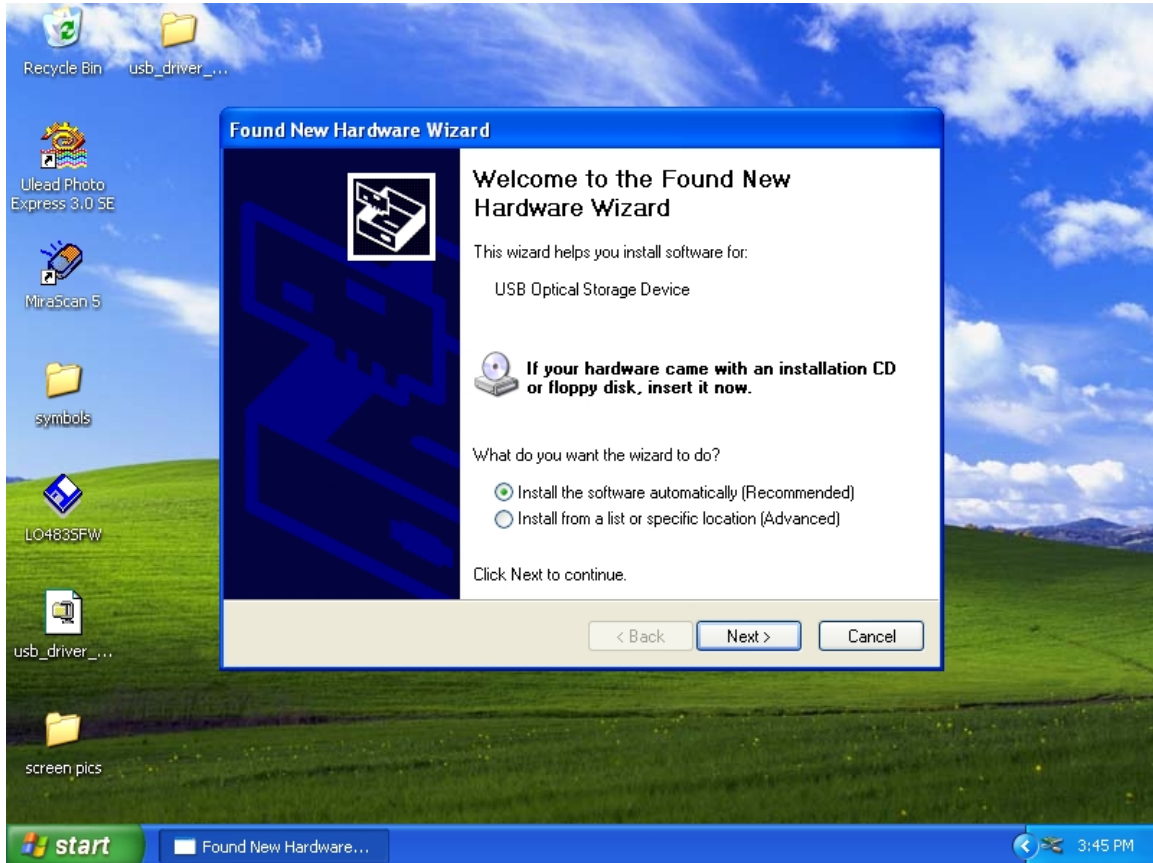 Recycle Bin
usb_driver_...
Ulead Photo
Express 3.0 SE
MiraScan 5
symbols
LO483SFW
usb_driver_...
screen pics
Found New Hardware Wizard
Welcome to the Found New
Hardware Wizard
This wizard helps you install software for:
USB Optical Storage Device
If your hardware came with an installation CD
or floppy disk, insert it now.
What do you want the wizard to do?
Install the software automatically (Recommended)
Install from a list or specific location (Advanced)
Click Next to continue.
< Back
Next >
Cancel
start
Found New Hardware...
3:45 PM